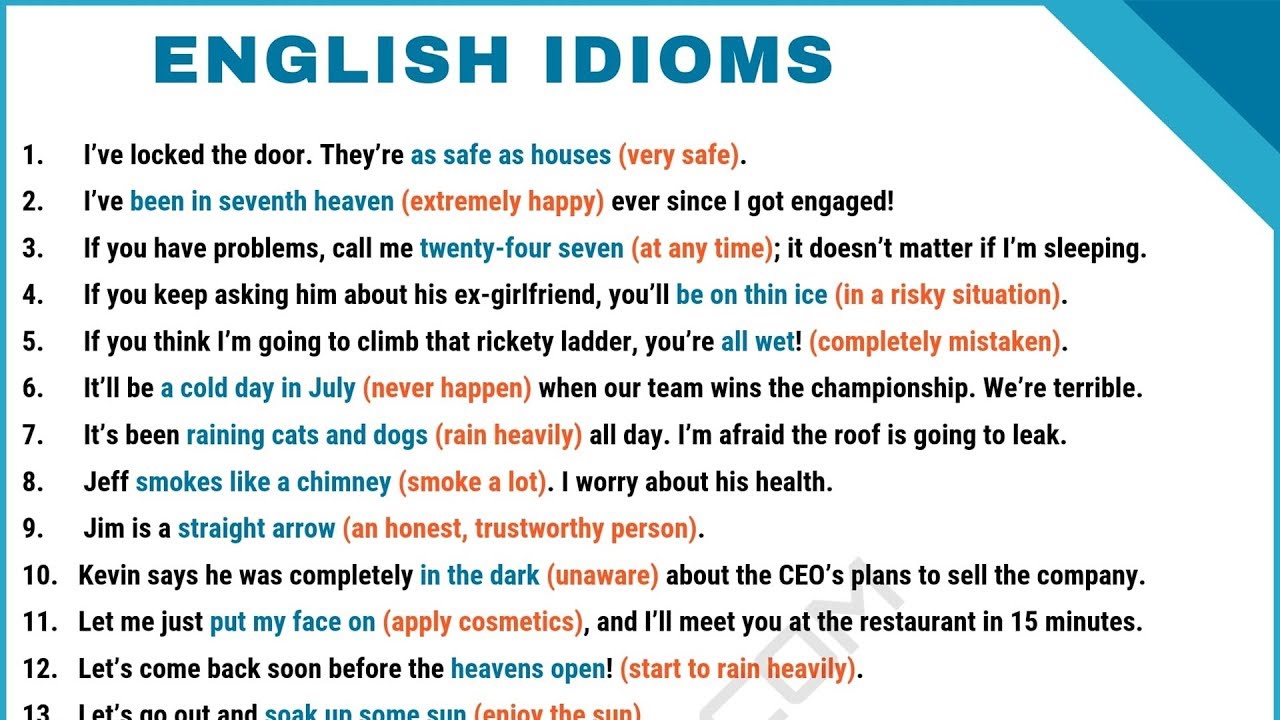 ENGLISH IDIOMS
1. I’ve locked the door. They’re as safe as houses (very safe).
2. I’ve been in seventh heaven (extremely happy) ever since I got engaged!
3. If you have problems, call me twenty-four seven (at any time); it doesn’t matter if I’m sleeping.
4. If you keep asking him about his ex-girlfriend, you’ll be on thin ice (in a risky situation).
5. If you think I’m going to climb that rickety ladder, you’re all wet! (completely mistaken).
6. It’ll be a cold day in July (never happen) when our team wins the championship. We’re terrible.
7. It’s been raining cats and dogs (rain heavily) all day. I’m afraid the roof is going to leak.
8. Jeff smokes like a chimney (smoke a lot). I worry about his health.
9. Jim is a straight arrow (an honest, trustworthy person).
10. Kevin says he was completely in the dark (unaware) about the CEO’s plans to sell the company.
11. Let me just put my face on (apply cosmetics), and I’ll meet you at the restaurant in 15 minutes.
12. Let’s come back soon before the heavens open! (start to rain heavily).
13. Let’s go out and soak up some sun (enjoy the sun)
.COM